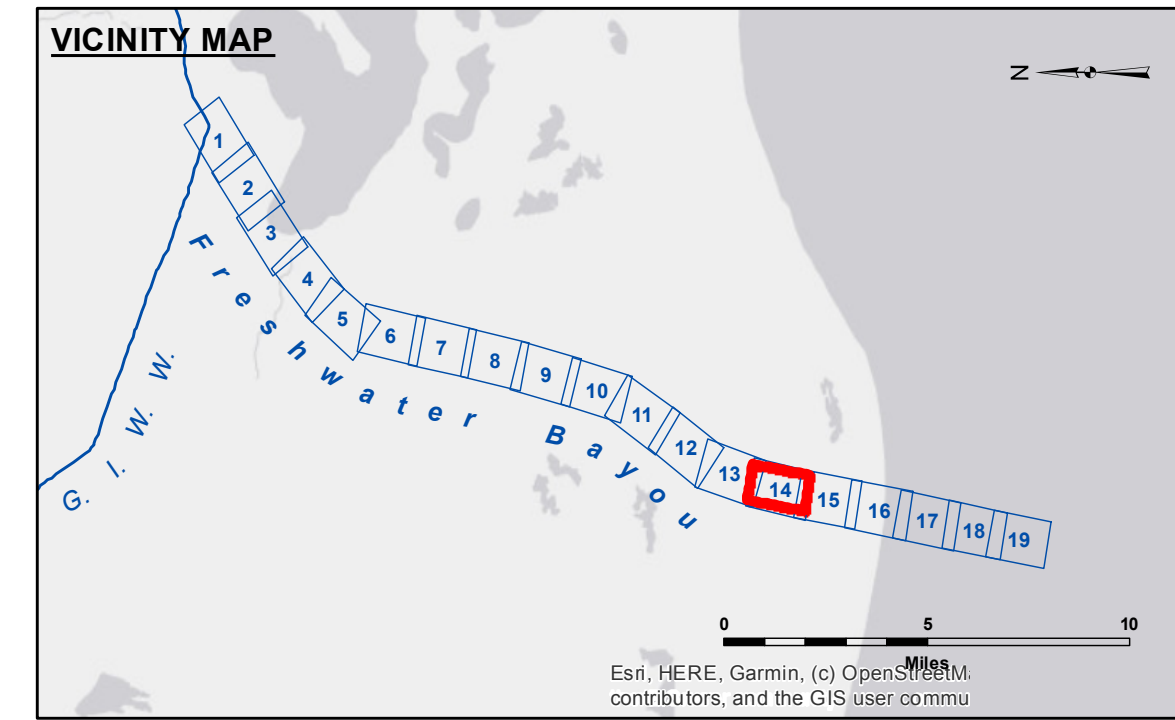 VICINITY MAP
N
1
2
3
4
5
6
7
8
9
10
11
12
13
14
15
16
17
18
19
Freshwater Bayou
G. I. W. W.
0 5 10
Miles
Esri, HERE, Garmin, (c) OpenStreetM
contributors, and the GIS user commu